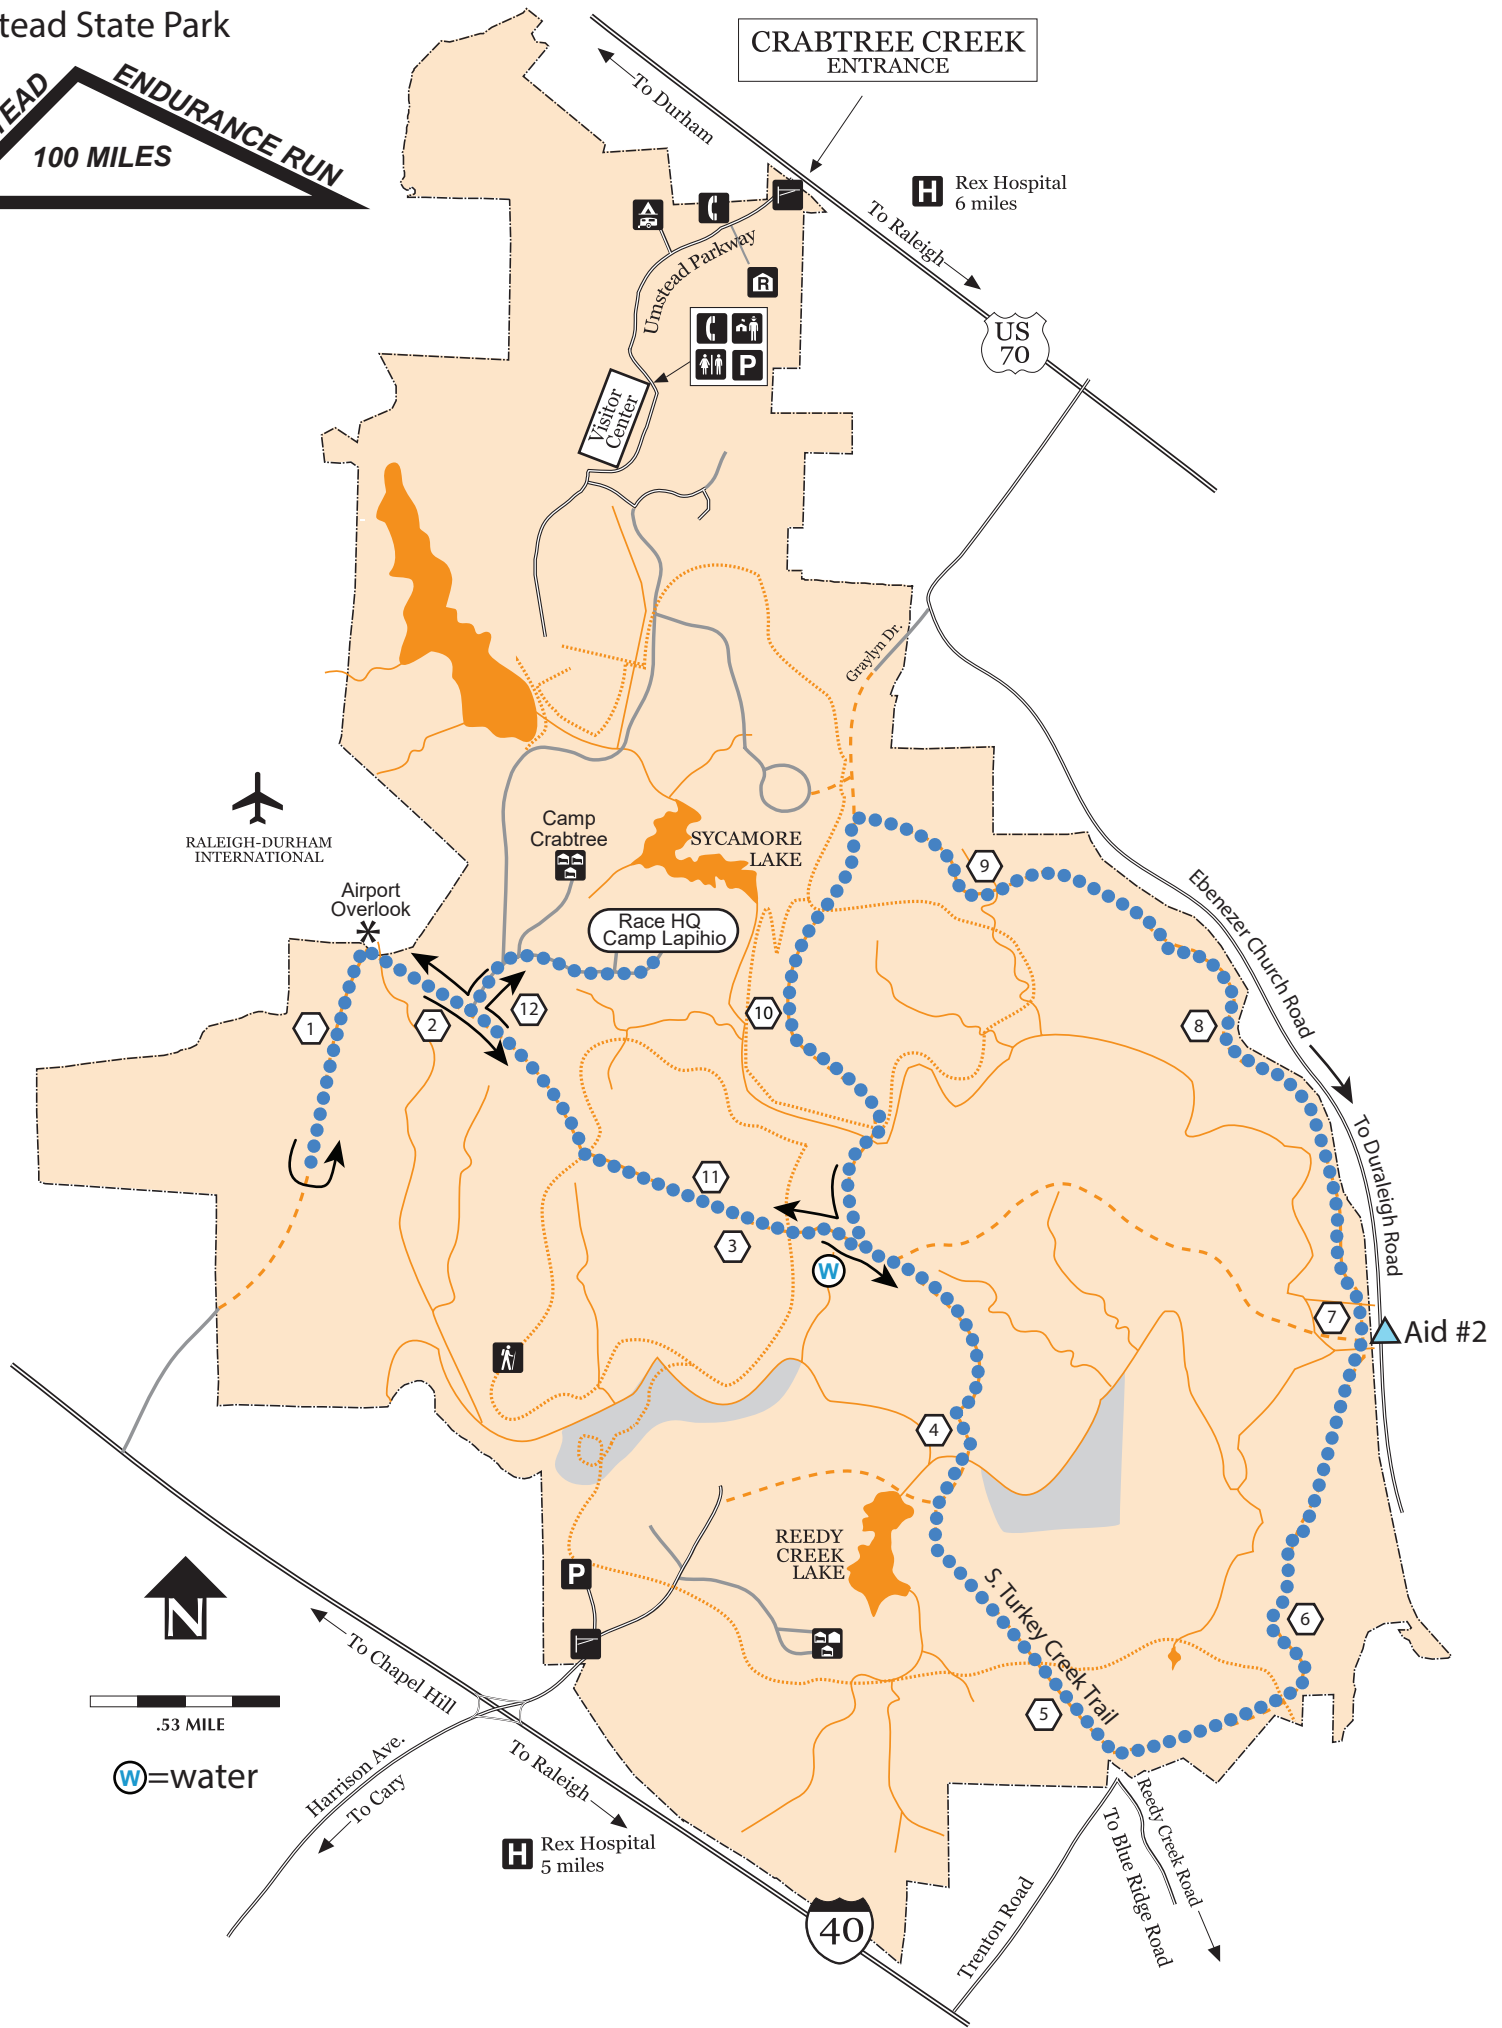 tead State Park
TEAD
ENDURANCE RUN
100 MILES
CRABTREE CREEK
ENTRANCE
To Durham
To Raleigh
H
Rex Hospital
6 miles
Umstead Parkway
R
P
US
70
Visitor
Center
Graylyn Dr.
RALEIGH-DURHAM
INTERNATIONAL
Camp
Crabtree
SYCAMORE
LAKE
Airport
Overlook
*
Race HQ
Camp Lapihio
9
Ebenezer Church Road
1
2
12
10
8
To Duraleigh Road
11
3
W
7
Aid #2
4
REEDY
CREEK
LAKE
P
N
S. Turkey Creek Trail
6
5
To Chapel Hill
.53 MILE
W=water
Harrison Ave.
To Cary
To Raleigh
H
Rex Hospital
5 miles
40
Trenton Road
Reedy Creek Road
To Blue Ridge Road